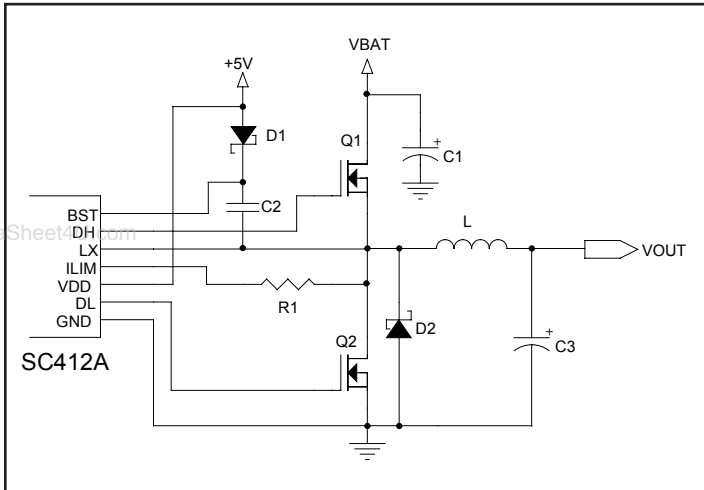 VBAT
+5V
D1
Q1
+
C1
C2
BST
DH
LX
ILIM
VDD
DL
GND
SC412A
R1
L
VOUT
D2
Q2
+
C3